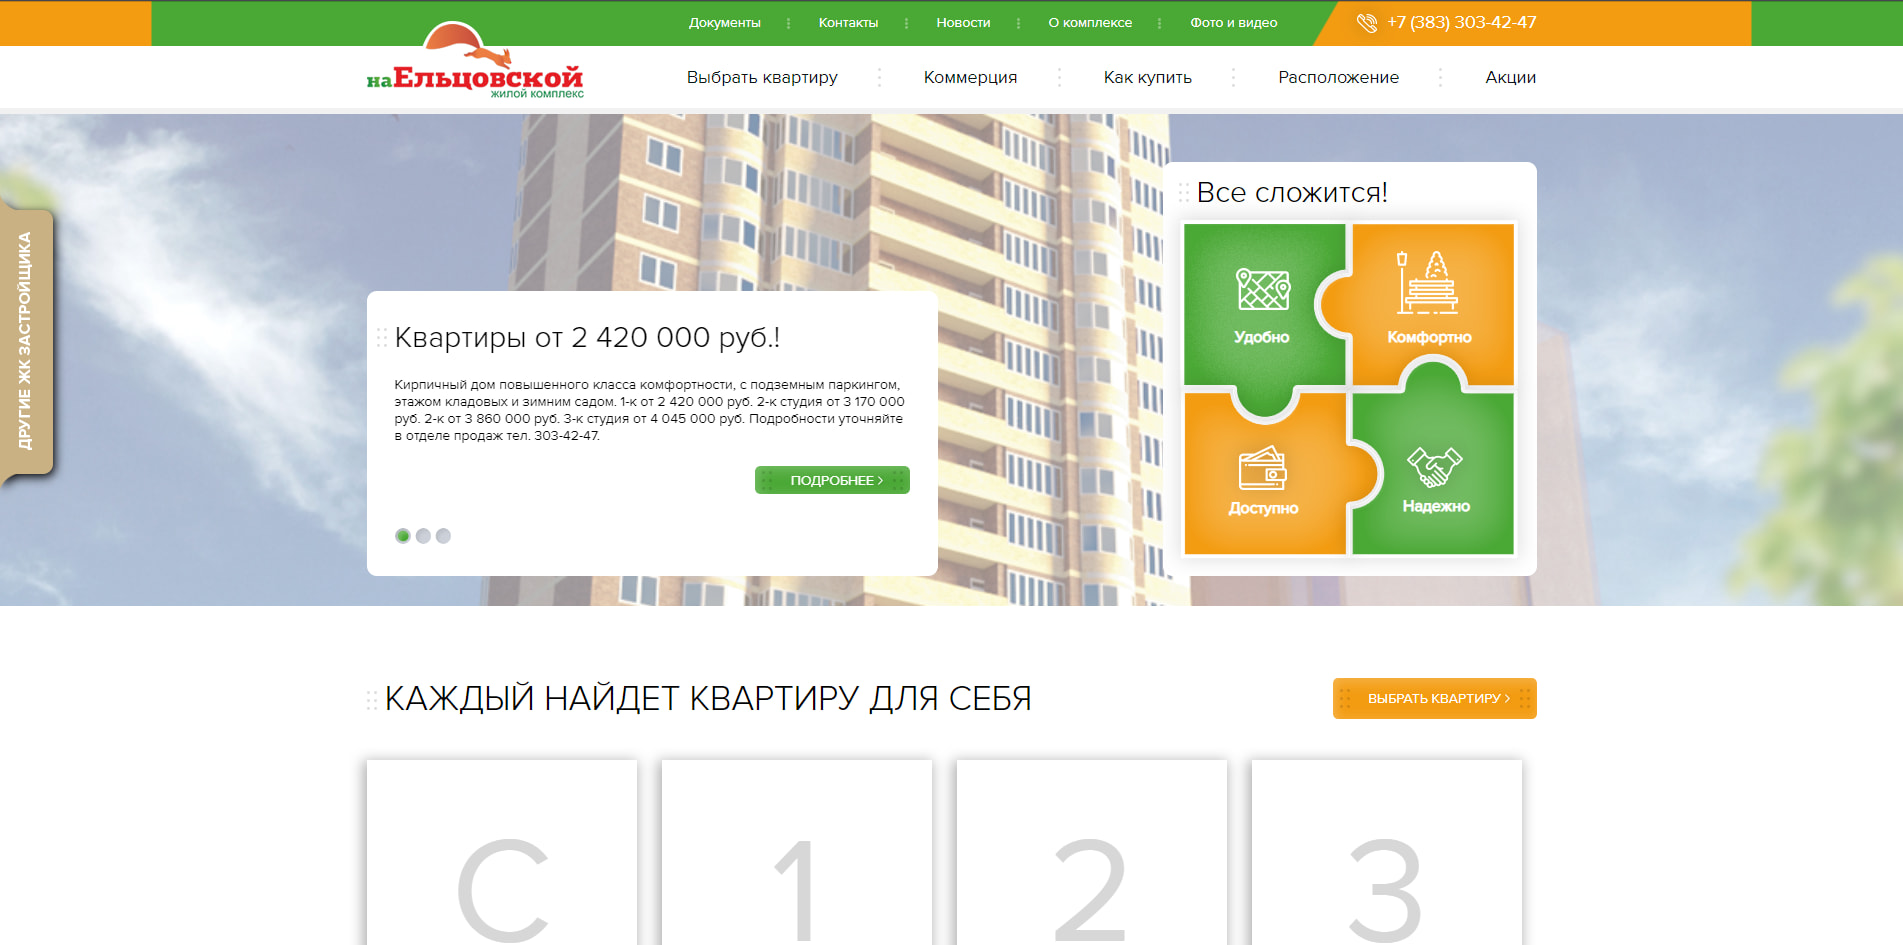 Документы
Контакты
Новости
О комплексе
Фото и видео
+7 (383) 303-42-47
на Ельцовской
жилой комплекс
Выбрать квартиру
Коммерция
Как купить
Расположение
Акции
ДРУГИЕ ЖК ЗАСТРОЙЩИКА
Квартиры от 2 420 000 руб.!
Кирпичный дом повышенного класса комфортности, с подземным паркингом,
этажом кладовых и зимним садом. 1-к от 2 420 000 руб. 2-к студия от 3 170 000
руб. 2-к от 3 860 000 руб. 3-к студия от 4 045 000 руб. Подробности уточняйте
в отделе продаж тел. 303-42-47.
ПОДРОБНЕЕ >
Все сложится!
Удобно
Комфортно
Доступно
Надежно
КАЖДЫЙ НАЙДЕТ КВАРТИРУ ДЛЯ СЕБЯ
ВЫБРАТЬ КВАРТИРУ >
С
1
2
3